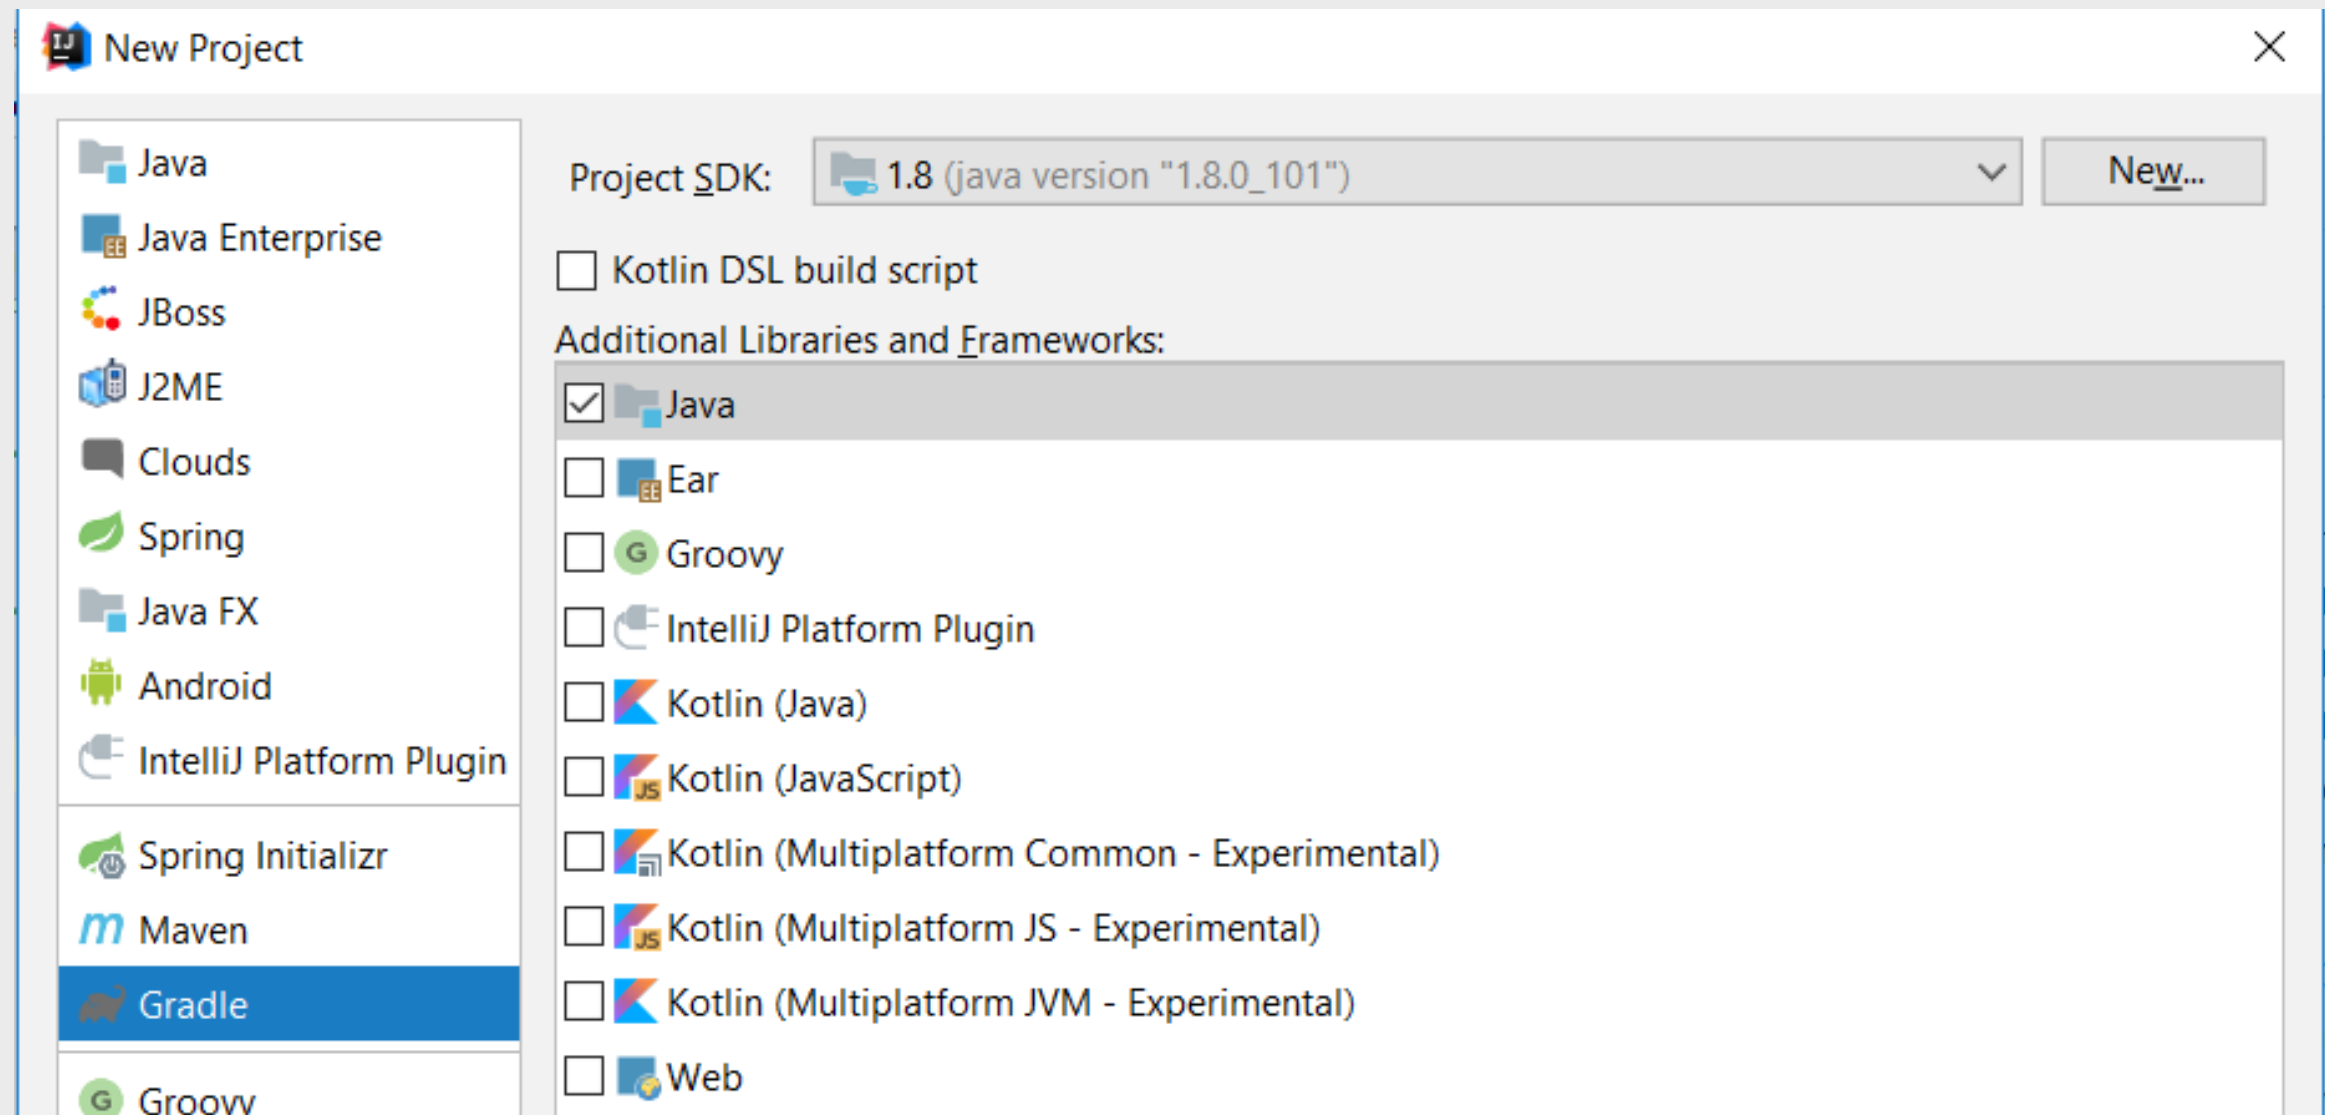 New Project
Java
Java Enterprise
JBoss
J2ME
Clouds
Spring
Java FX
Android
IntelliJ Platform Plugin
Spring Initializr
Maven
Gradle
Groovy
Project SDK: 1.8 (java version "1.8.0_101") New...
Kotlin DSL build script
Additional Libraries and Frameworks:
Java
Ear
Groovy
IntelliJ Platform Plugin
Kotlin (Java)
Kotlin (JavaScript)
Kotlin (Multiplatform Common - Experimental)
Kotlin (Multiplatform JS - Experimental)
Kotlin (Multiplatform JVM - Experimental)
Web